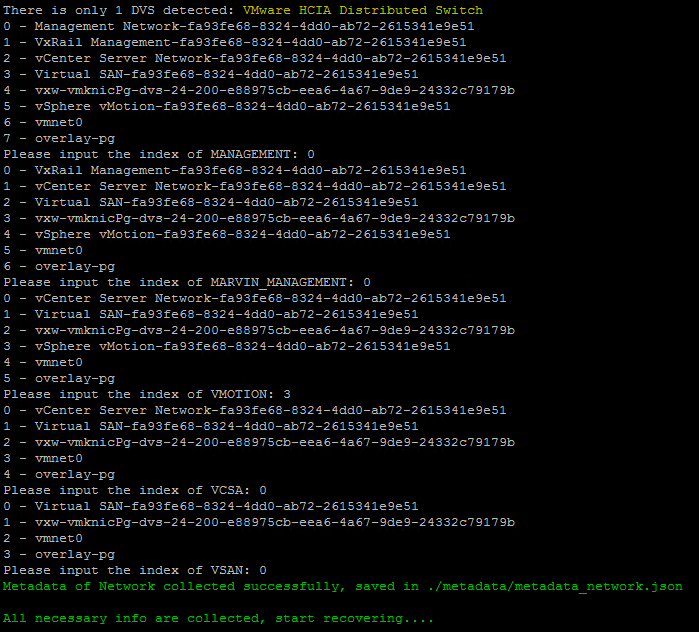 There is only 1 DVS detected: VMware HCIA Distributed Switch
0 - Management Network-fa93fe68-8324-4dd0-ab72-2615341e9e51
1 - VxRail Management-fa93fe68-8324-4dd0-ab72-2615341e9e51
2 - vCenter Server Network-fa93fe68-8324-4dd0-ab72-2615341e9e51
3 - Virtual SAN-fa93fe68-8324-4dd0-ab72-2615341e9e51
4 - vxw-vmknicPg-dvs-24-200-e88975cb-eea6-4a67-9de9-24332c79179b
5 - vSphere vMotion-fa93fe68-8324-4dd0-ab72-2615341e9e51
6 - vmnet0
7 - overlay-pg
Please input the index of MANAGEMENT: 0
0 - VxRail Management-fa93fe68-8324-4dd0-ab72-2615341e9e51
1 - vCenter Server Network-fa93fe68-8324-4dd0-ab72-2615341e9e51
2 - Virtual SAN-fa93fe68-8324-4dd0-ab72-2615341e9e51
3 - vxw-vmknicPg-dvs-24-200-e88975cb-eea6-4a67-9de9-24332c79179b
4 - vSphere vMotion-fa93fe68-8324-4dd0-ab72-2615341e9e51
5 - vmnet0
6 - overlay-pg
Please input the index of MARVIN_MANAGEMENT: 0
0 - vCenter Server Network-fa93fe68-8324-4dd0-ab72-2615341e9e51
1 - Virtual SAN-fa93fe68-8324-4dd0-ab72-2615341e9e51
2 - vxw-vmknicPg-dvs-24-200-e88975cb-eea6-4a67-9de9-24332c79179b
3 - vSphere vMotion-fa93fe68-8324-4dd0-ab72-2615341e9e51
4 - vmnet0
5 - overlay-pg
Please input the index of VMOTION: 3
0 - vCenter Server Network-fa93fe68-8324-4dd0-ab72-2615341e9e51
1 - Virtual SAN-fa93fe68-8324-4dd0-ab72-2615341e9e51
2 - vxw-vmknicPg-dvs-24-200-e88975cb-eea6-4a67-9de9-24332c79179b
3 - vmnet0
4 - overlay-pg
Please input the index of VCSA: 0
0 - Virtual SAN-fa93fe68-8324-4dd0-ab72-2615341e9e51
1 - vxw-vmknicPg-dvs-24-200-e88975cb-eea6-4a67-9de9-24332c79179b
2 - vmnet0
3 - overlay-pg
Please input the index of VSAN: 0
Metadata of Network collected successfully, saved in ./metadata/metadata_network.json
All necessary info are collected, start recovering....